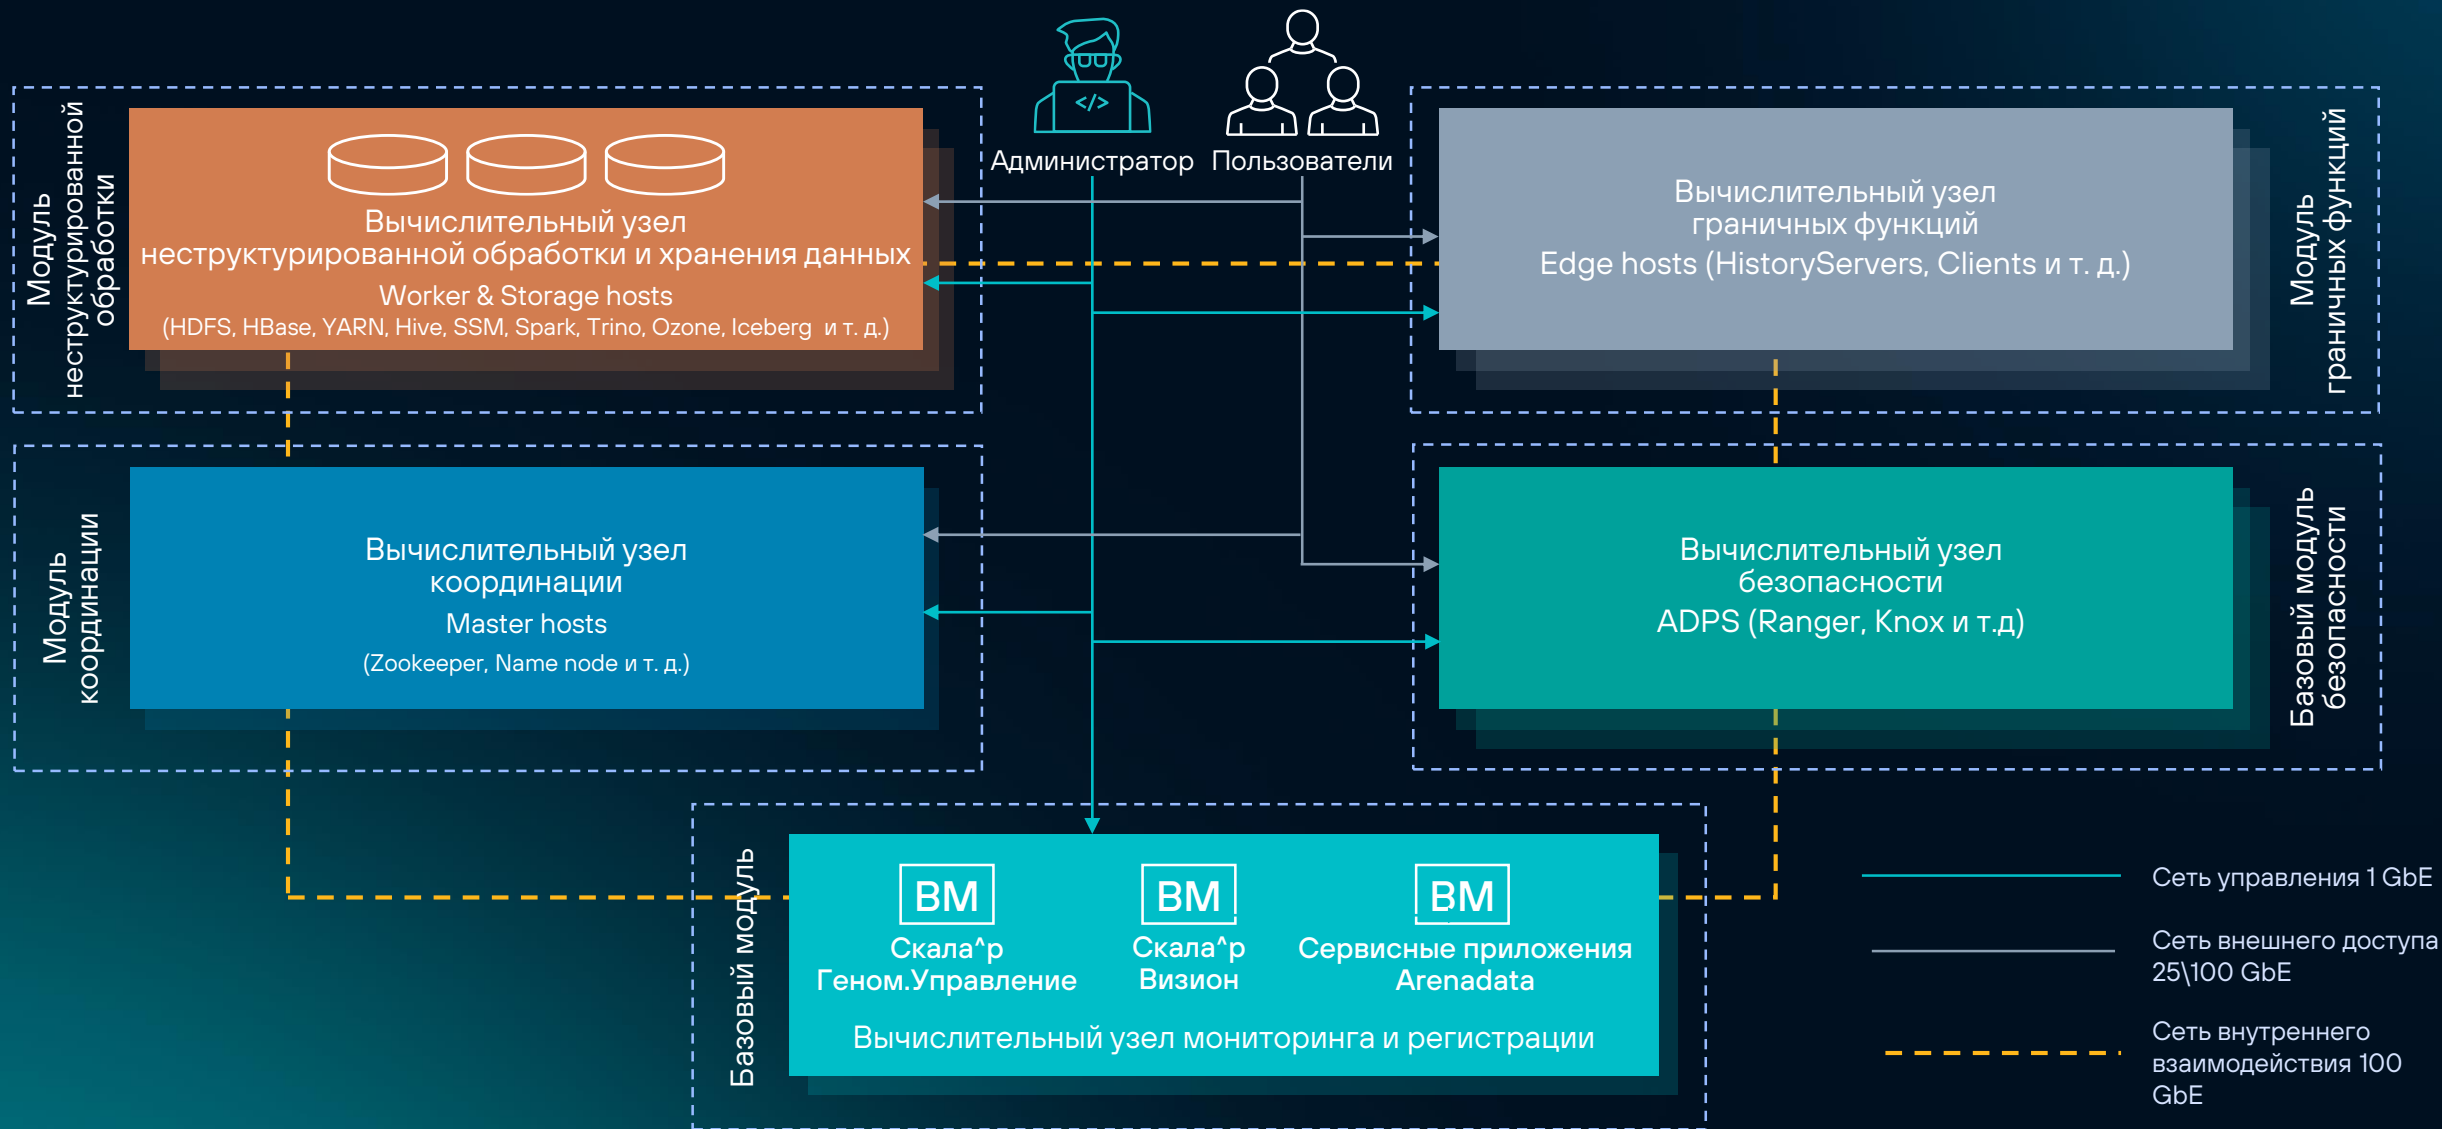 Администратор
Пользователи
Модуль
неструктурированной
обработки
Вычислительный узел
неструктурированной обработки и хранения данных
Worker & Storage hosts
(HDFS, HBase, YARN, Hive, SSM, Spark, Trino, Ozone, Iceberg и т. д.)
Вычислительный узел
граничных функций
Edge hosts (HistoryServers, Clients и т. д.)
Модуль
граничных функций
Модуль
координации
Вычислительный узел
координации
Master hosts
(Zookeeper, Name node и т. д.)
Вычислительный узел
безопасности
ADPS (Ranger, Knox и т.д)
Базовый модуль
безопасности
Базовый модуль
ВМ
Скала^р
Геном.Управление
ВМ
Скала^р
Визион
ВМ
Сервисные приложения
Arenadata
Вычислительный узел мониторинга и регистрации
Сеть управления 1 GbE
Сеть внешнего доступа
25\100 GbE
Сеть внутреннего
взаимодействия 100
GbE